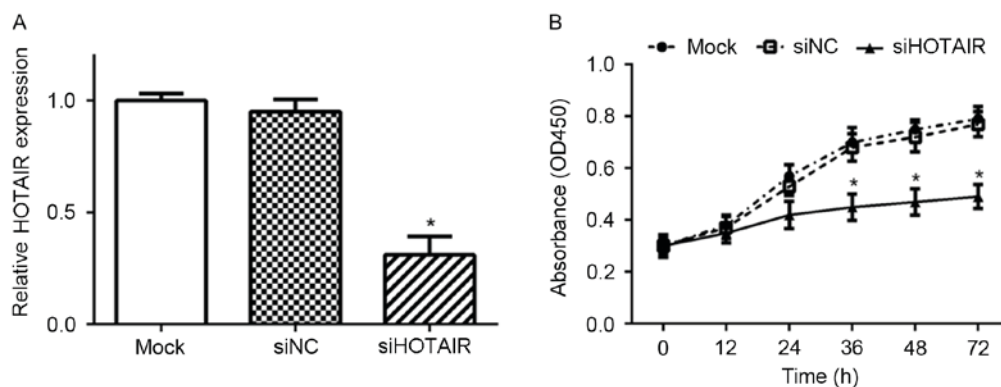 A
Relative HOTAIR expression
1.0
0.5
0.0
*
Mock siNC siHOTAIR
B
Mock siNC siHOTAIR
Absorbance (OD450)
1.0
0.8
0.6
0.4
0.2
0.0
* * *
0 12 24 36 48 72
Time (h)